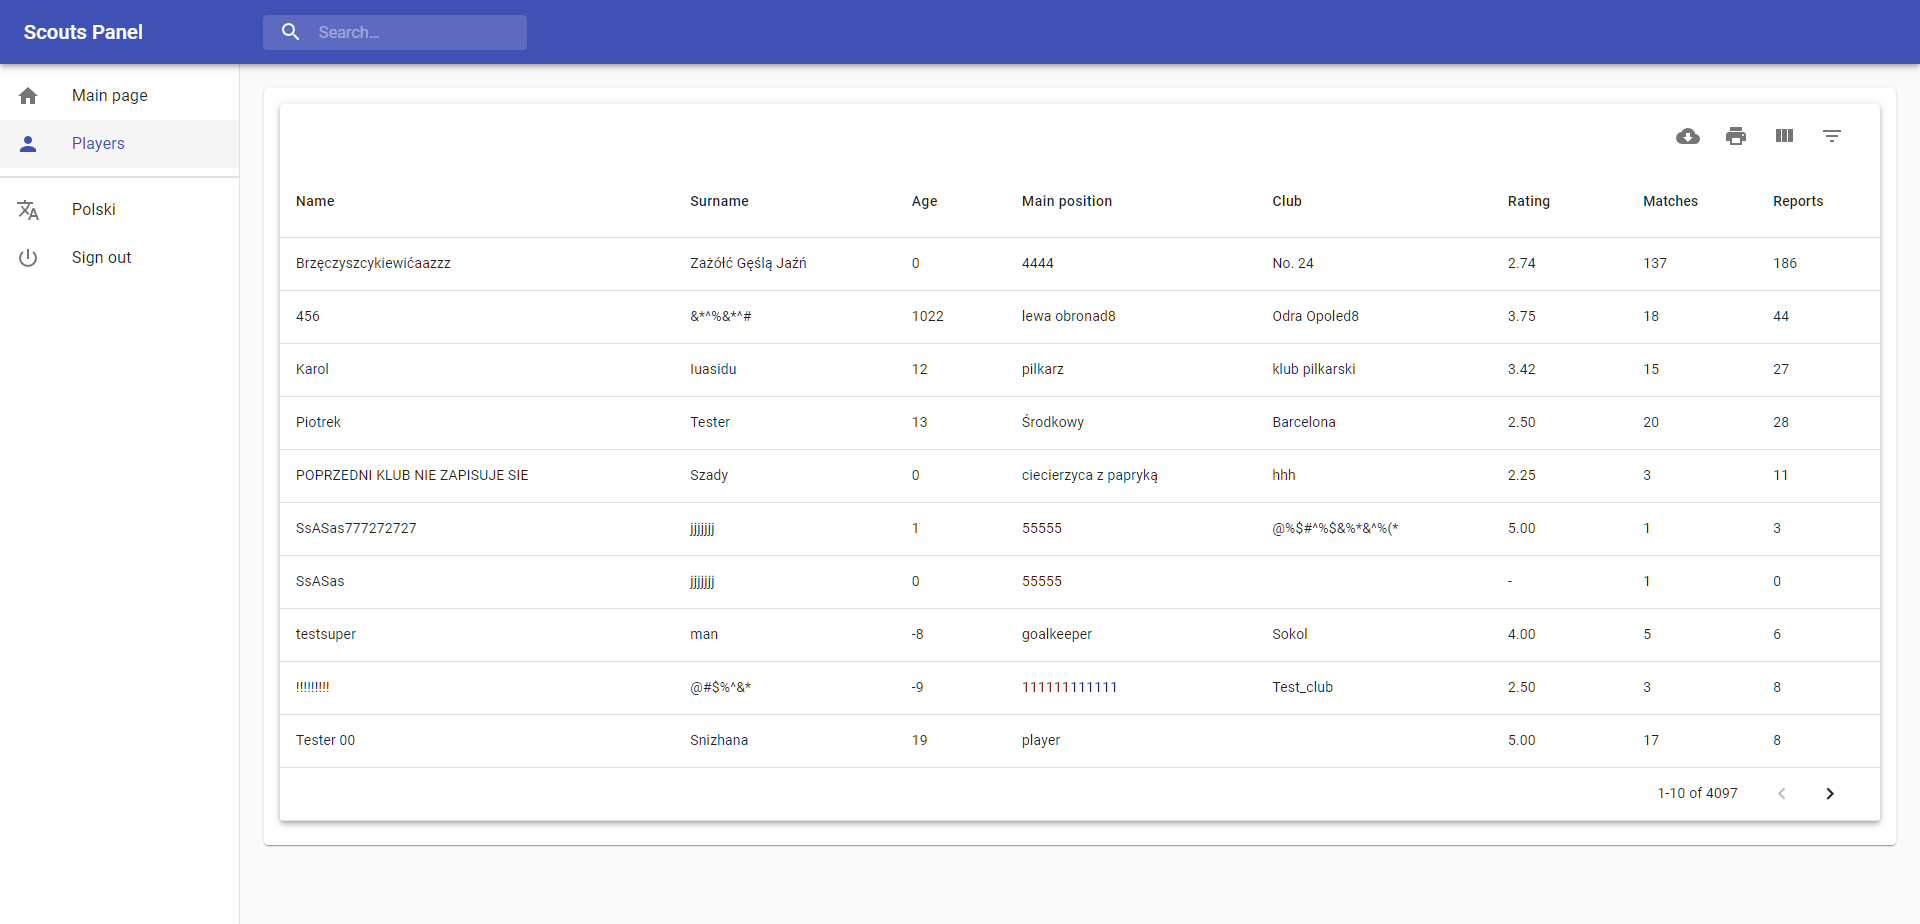 Scouts Panel
Search...
Main page
Players
Polski
Sign out
Name Surname Age Main position Club Rating Matches Reports
Brzęczyszcykiewićaazzz Zażółć Gęślą Jaźń 0 4444 No. 24 2.74 137 186
456 &*^%&*^# 1022 lewa obronad8 Odra Opoled8 3.75 18 44
Karol Iuasidu 12 pilkarz klub pilkarski 3.42 15 27
Piotrek Tester 13 Środkowy Barcelona 2.50 20 28
POPRZEDNI KLUB NIE ZAPISUJE SIE Szady 0 ciecierzyca z papryką hhh 2.25 3 11
SsASas777272727 jjjjjjj 1 55555 @%$#^%$&%*&^%(* 5.00 1 3
SsASas jjjjjjj 0 55555 - 1 0
testsuper man -8 goalkeeper Sokol 4.00 5 6
!!!!!!!!! @#$%^&* -9 111111111111 Test_club 2.50 3 8
Tester 00 Snizhana 19 player 5.00 17 8
1-10 of 4097